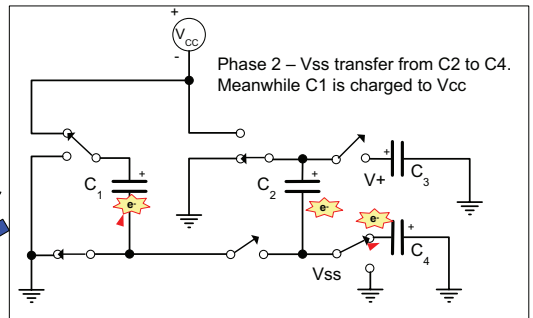 +
VCC
-
Phase 2 – Vss transfer from C2 to C4.
Meanwhile C1 is charged to Vcc
+
C1
e-
+
C2
e-
V+
+
C3
e-
+
C4
Vss